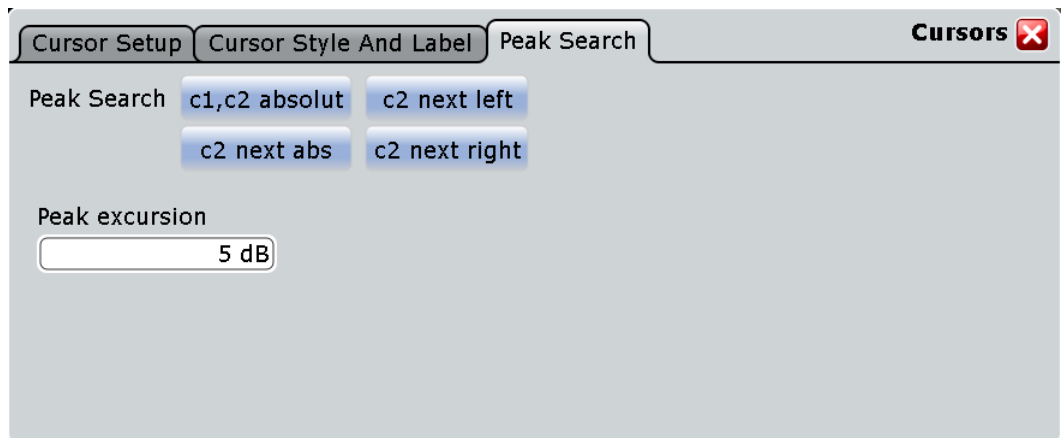 Cursor Setup Cursor Style And Label Peak Search Cursors
Peak Search c1,c2 absolut c2 next left
c2 next abs c2 next right
Peak excursion
5 dB